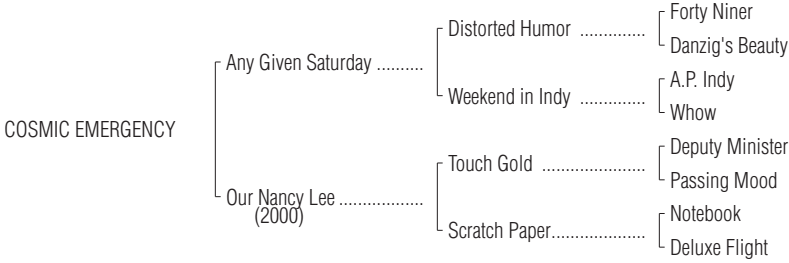 Forty Niner
Distorted Humor ..............
Danzig's Beauty
Any Given Saturday ..........
A.P. Indy
Weekend in Indy ..............
Whow
COSMIC EMERGENCY
Deputy Minister
Touch Gold ......................
Passing Mood
Our Nancy Lee ..................
(2000)
Notebook
Scratch Paper....................
Deluxe Flight